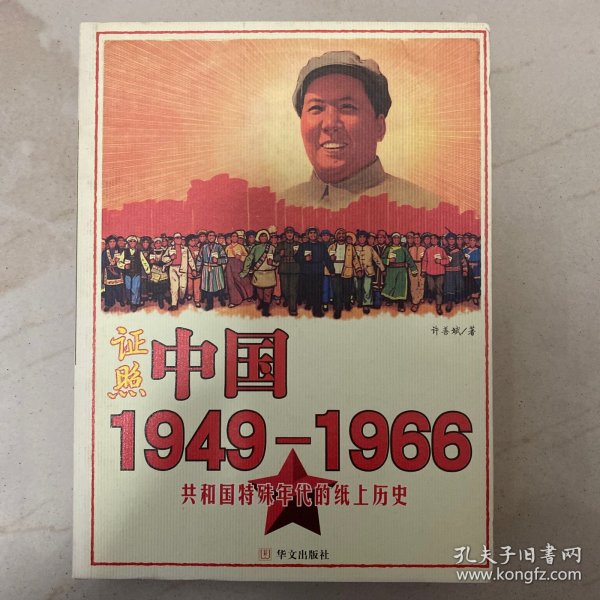 许善斌/著
证照
中国
1949-1966
共和国特殊年代的纸上历史
华文出版社
孔夫子旧书网
www.kongfz.com